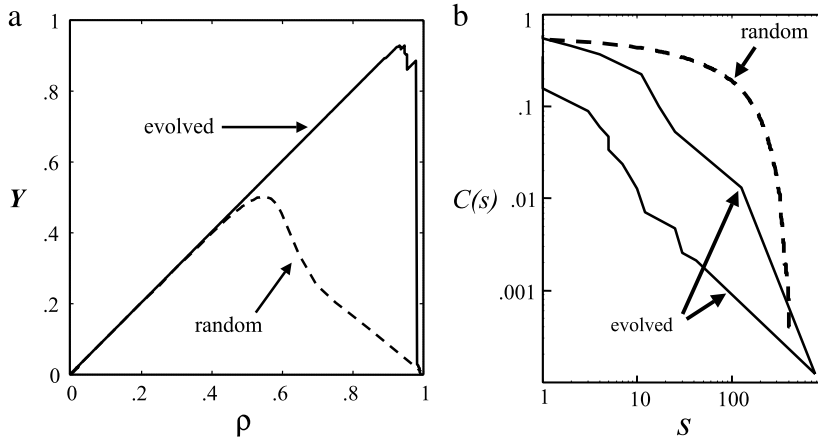 a
1
.8
.6
.4
.2
0
Y
evolved
random
0
.2
.4
.6
.8
1
ρ
b
1
.1
.01
.001
C(s)
random
evolved
1
10
100
s